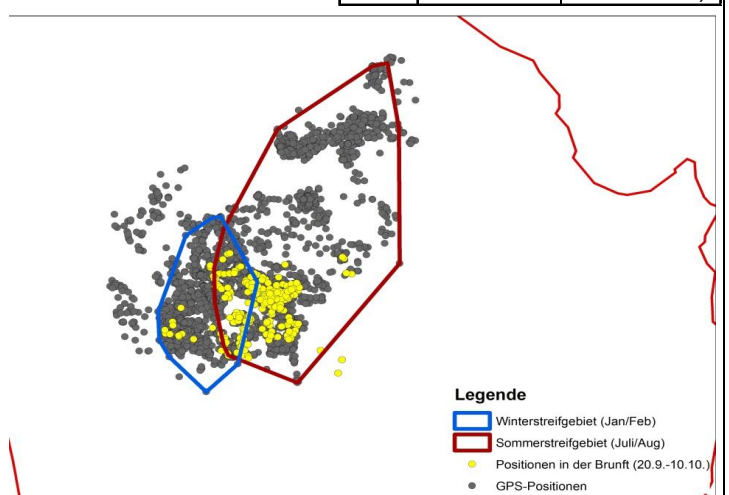 Legende
Winterstreifgebiet (Jan/Feb)
Sommerstreifgebiet (Juli/Aug)
Positionen in der Brunft (20.9.-10.10.)
GPS-Positionen